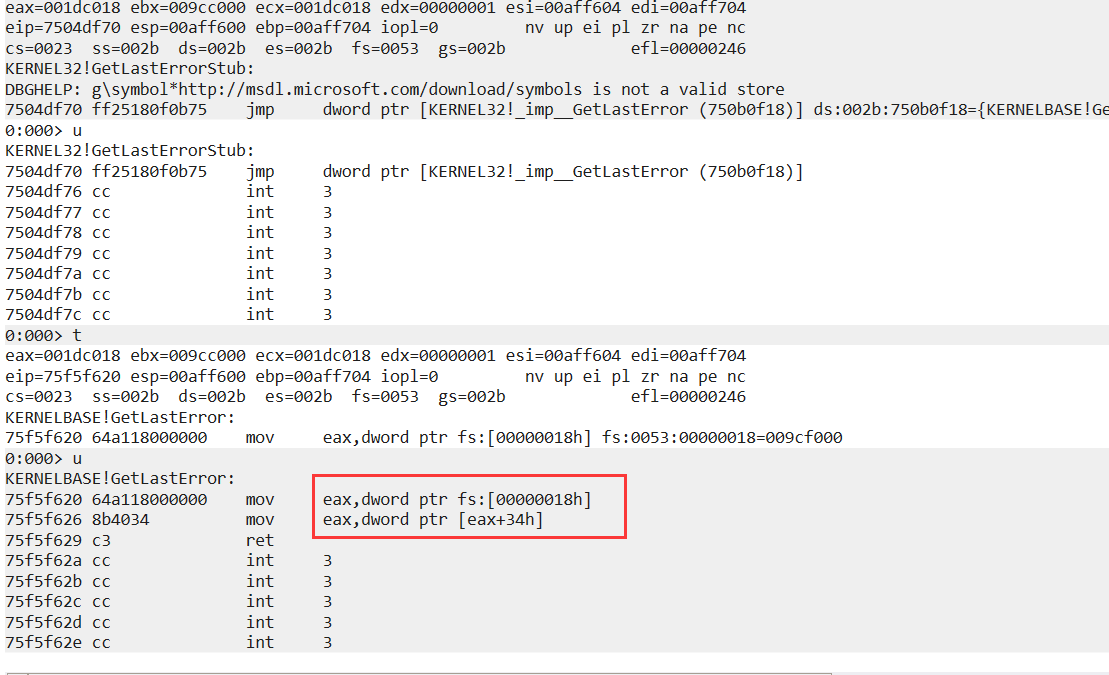 eax=001dc018 ebx=009cc000 ecx=001dc018 edx=00000001 esi=00aff604 edi=00aff704
eip=7504df70 esp=00aff600 ebp=00aff704 iopl=0         nv up ei pl zr na pe nc
cs=0023  ss=002b  ds=002b  es=002b  fs=0053  gs=002b             efl=00000246
KERNEL32!GetLastErrorStub:
DBGHELP: g\symbol*http://msdl.microsoft.com/download/symbols is not a valid store
7504df70 ff25180f0b75    jmp     dword ptr [KERNEL32!_imp__GetLastError (750b0f18)] ds:002b:750b0f18={KERNELBASE!Ge
0:000> u
KERNEL32!GetLastErrorStub:
7504df70 ff25180f0b75    jmp     dword ptr [KERNEL32!_imp__GetLastError (750b0f18)]
7504df76 cc              int     3
7504df77 cc              int     3
7504df78 cc              int     3
7504df79 cc              int     3
7504df7a cc              int     3
7504df7b cc              int     3
7504df7c cc              int     3
0:000> t
eax=001dc018 ebx=009cc000 ecx=001dc018 edx=00000001 esi=00aff604 edi=00aff704
eip=75f5f620 esp=00aff600 ebp=00aff704 iopl=0         nv up ei pl zr na pe nc
cs=0023  ss=002b  ds=002b  es=002b  fs=0053  gs=002b             efl=00000246
KERNELBASE!GetLastError:
75f5f620 64a118000000    mov     eax,dword ptr fs:[00000018h] fs:0053:00000018=009cf000
0:000> u
KERNELBASE!GetLastError:
75f5f620 64a118000000    mov     eax,dword ptr fs:[00000018h]
75f5f626 8b4034          mov     eax,dword ptr [eax+34h]
75f5f629 c3              ret
75f5f62a cc              int     3
75f5f62b cc              int     3
75f5f62c cc              int     3
75f5f62d cc              int     3
75f5f62e cc              int     3